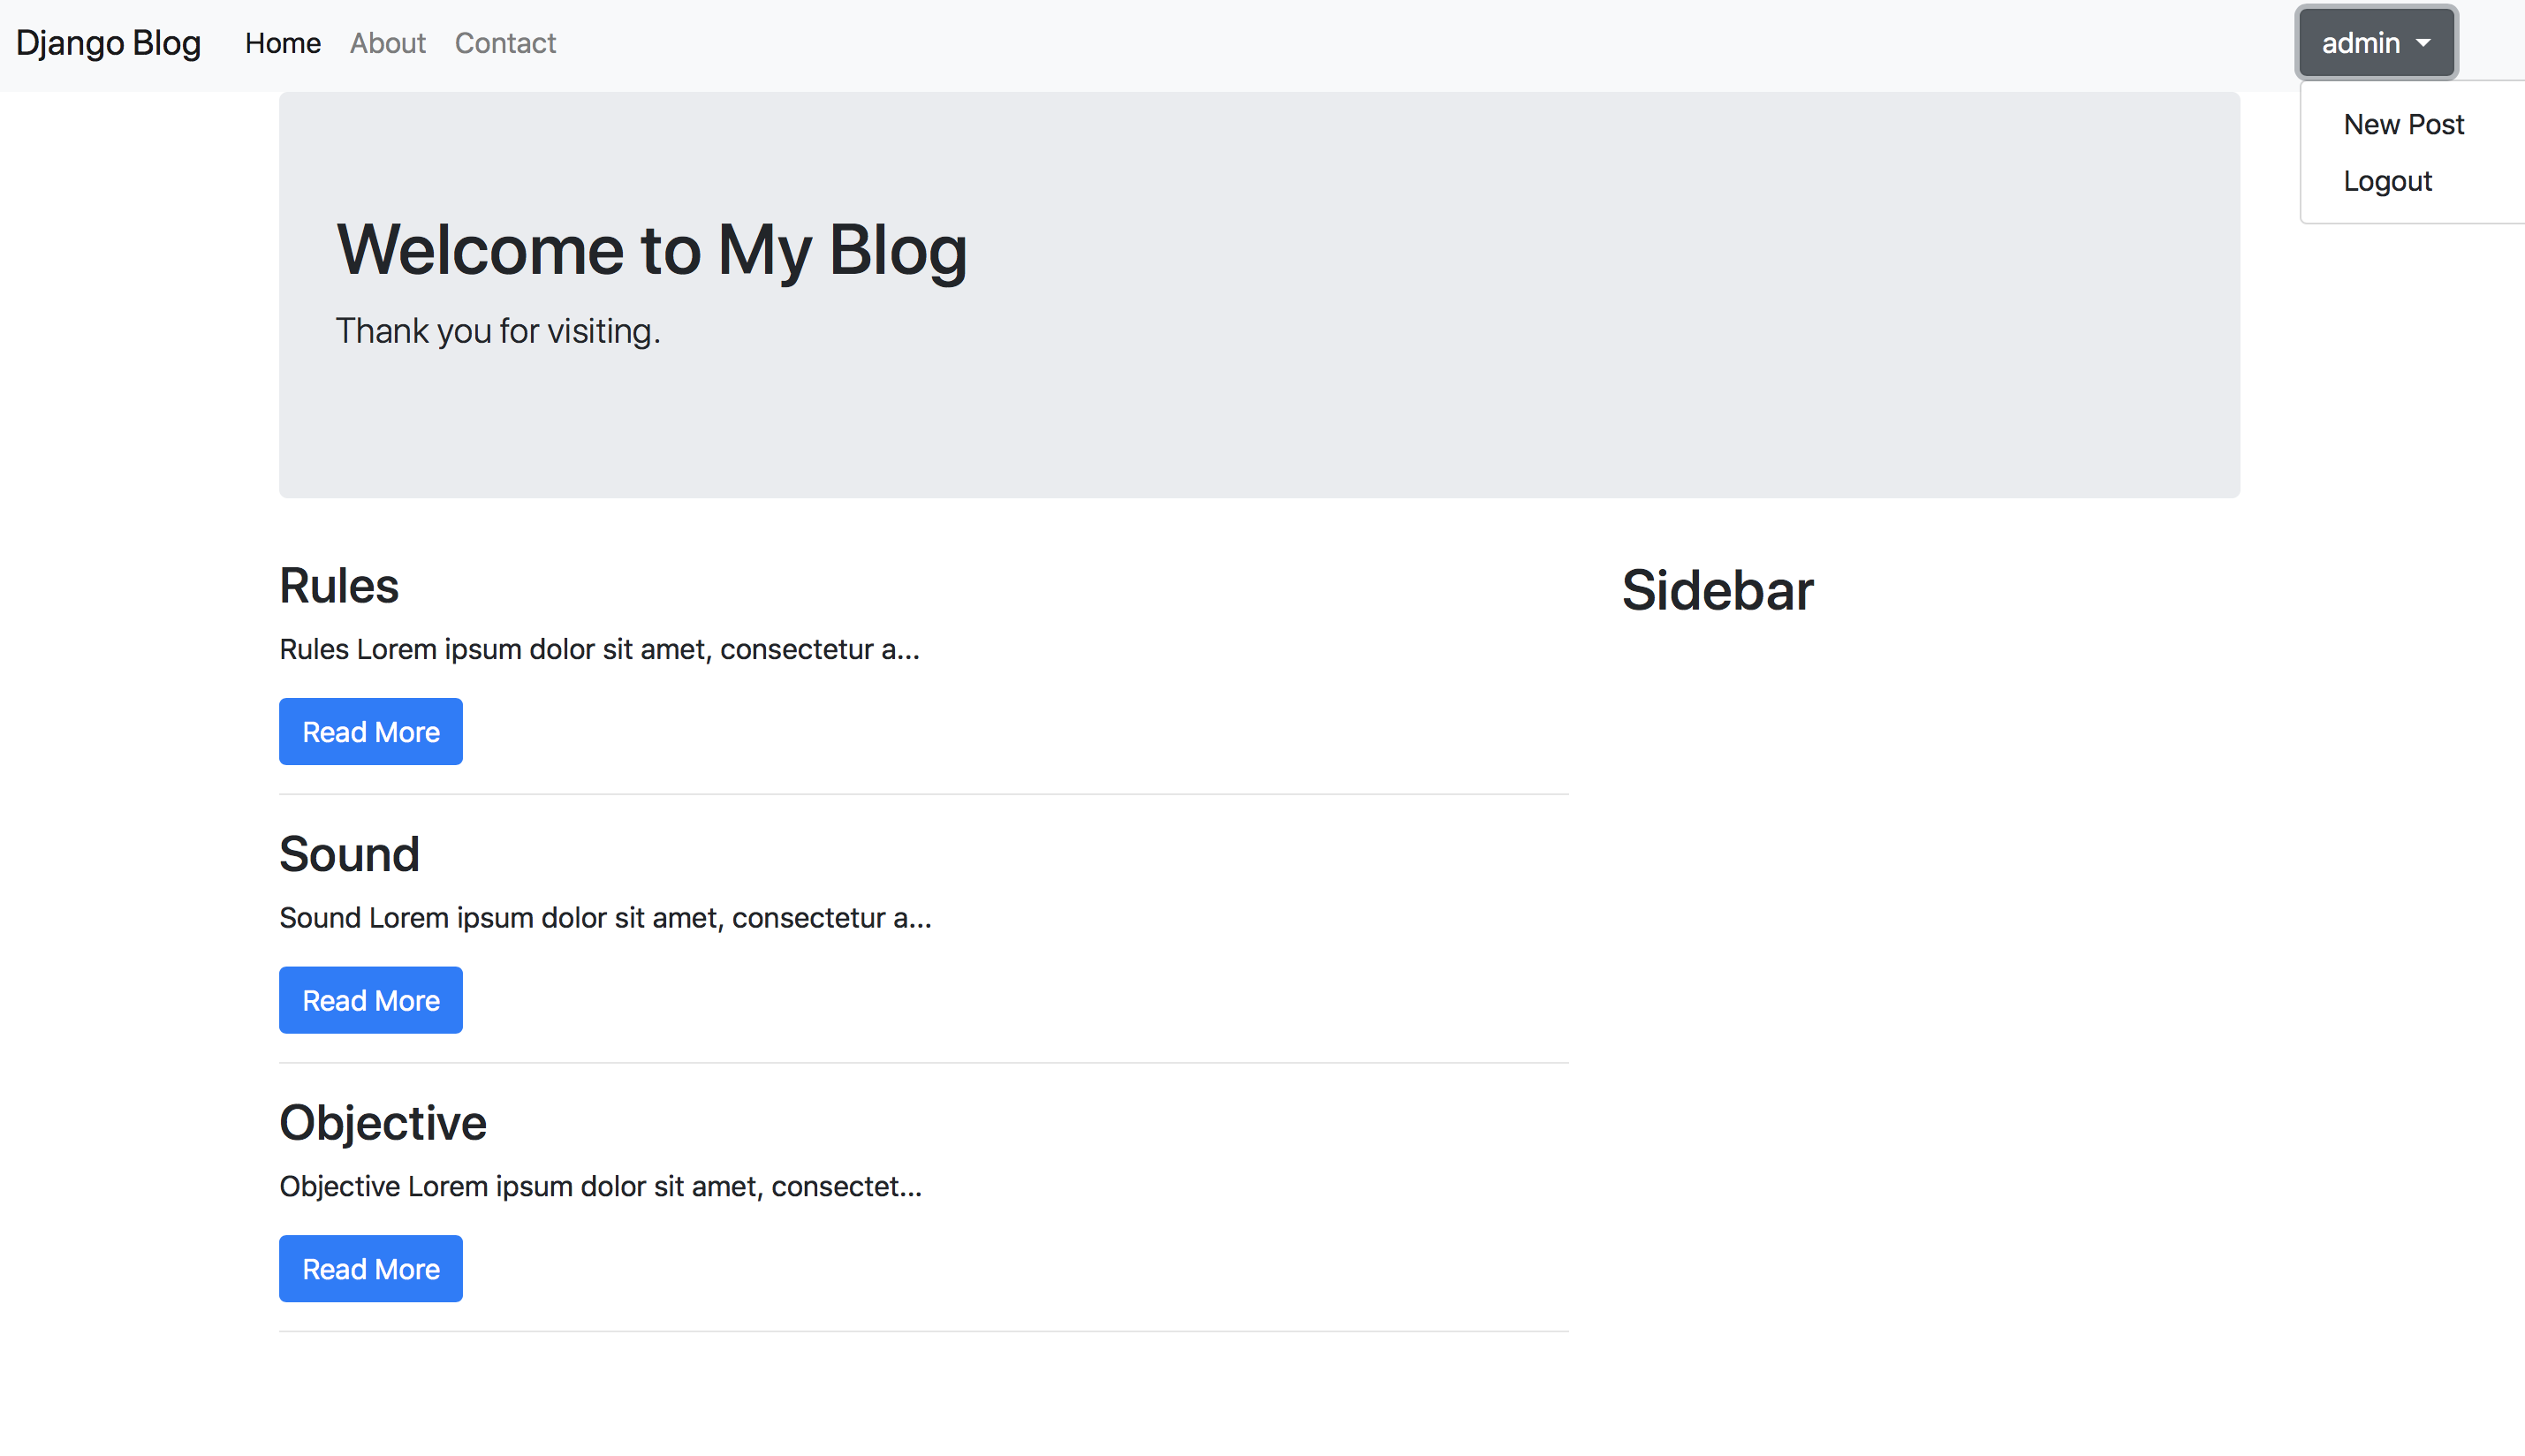 Django Blog Home About Contact admin
New Post
Logout
Welcome to My Blog
Thank you for visiting.
Rules
Rules Lorem ipsum dolor sit amet, consectetur a...
Read More
Sound
Sound Lorem ipsum dolor sit amet, consectetur a...
Read More
Objective
Objective Lorem ipsum dolor sit amet, consectet...
Read More
Sidebar